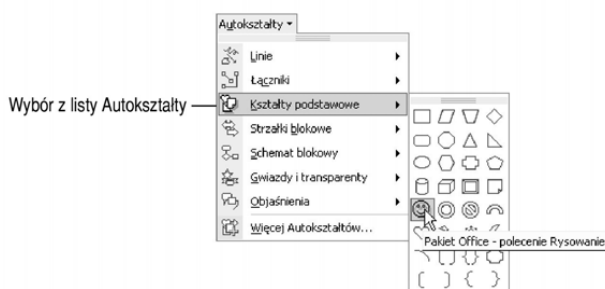 Autokształty
Linie
Łączniki
Wybór z listy Autokształty
Kształty podstawowe
Strzałki blokowe
Schemat blokowy
Gwiazdy i transparenty
Objaśnienia
Więcej Autokształtów...
Pakiet Office - polecenie Rysowanie